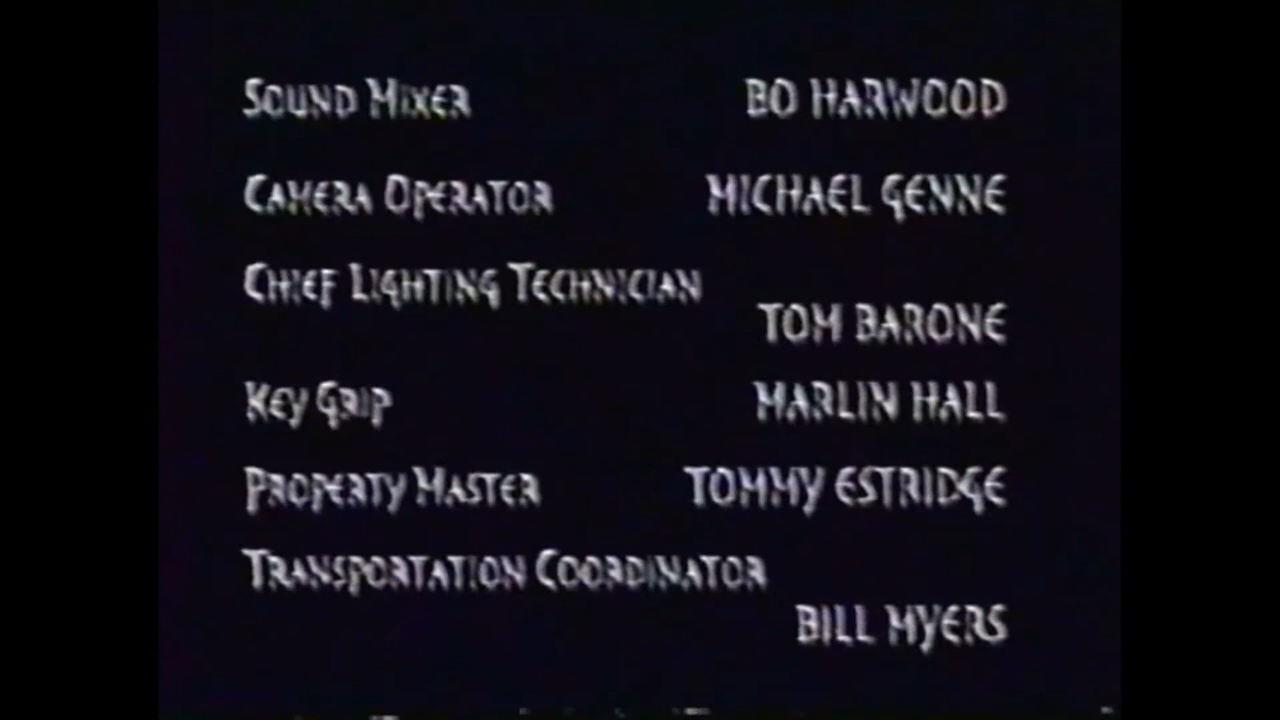 Sound Mixer BO HARWOOD
Camera Operator MICHAEL GENNE
Chief Lighting Technician
TOM BARONE
Key Grip MARLIN HALL
Property Master TOMMY ESTRIDGE
Transportation Coordinator
BILL MYERS